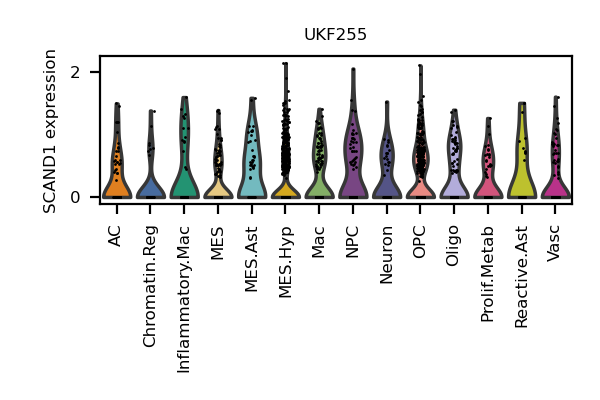 UKF255
SCAND1 expression
2
0
AC
Chromatin.Reg
Inflammatory.Mac
MES
MES.Ast
MES.Hyp
Mac
NPC
Neuron
OPC
Oligo
Prolif.Metab
Reactive.Ast
Vasc